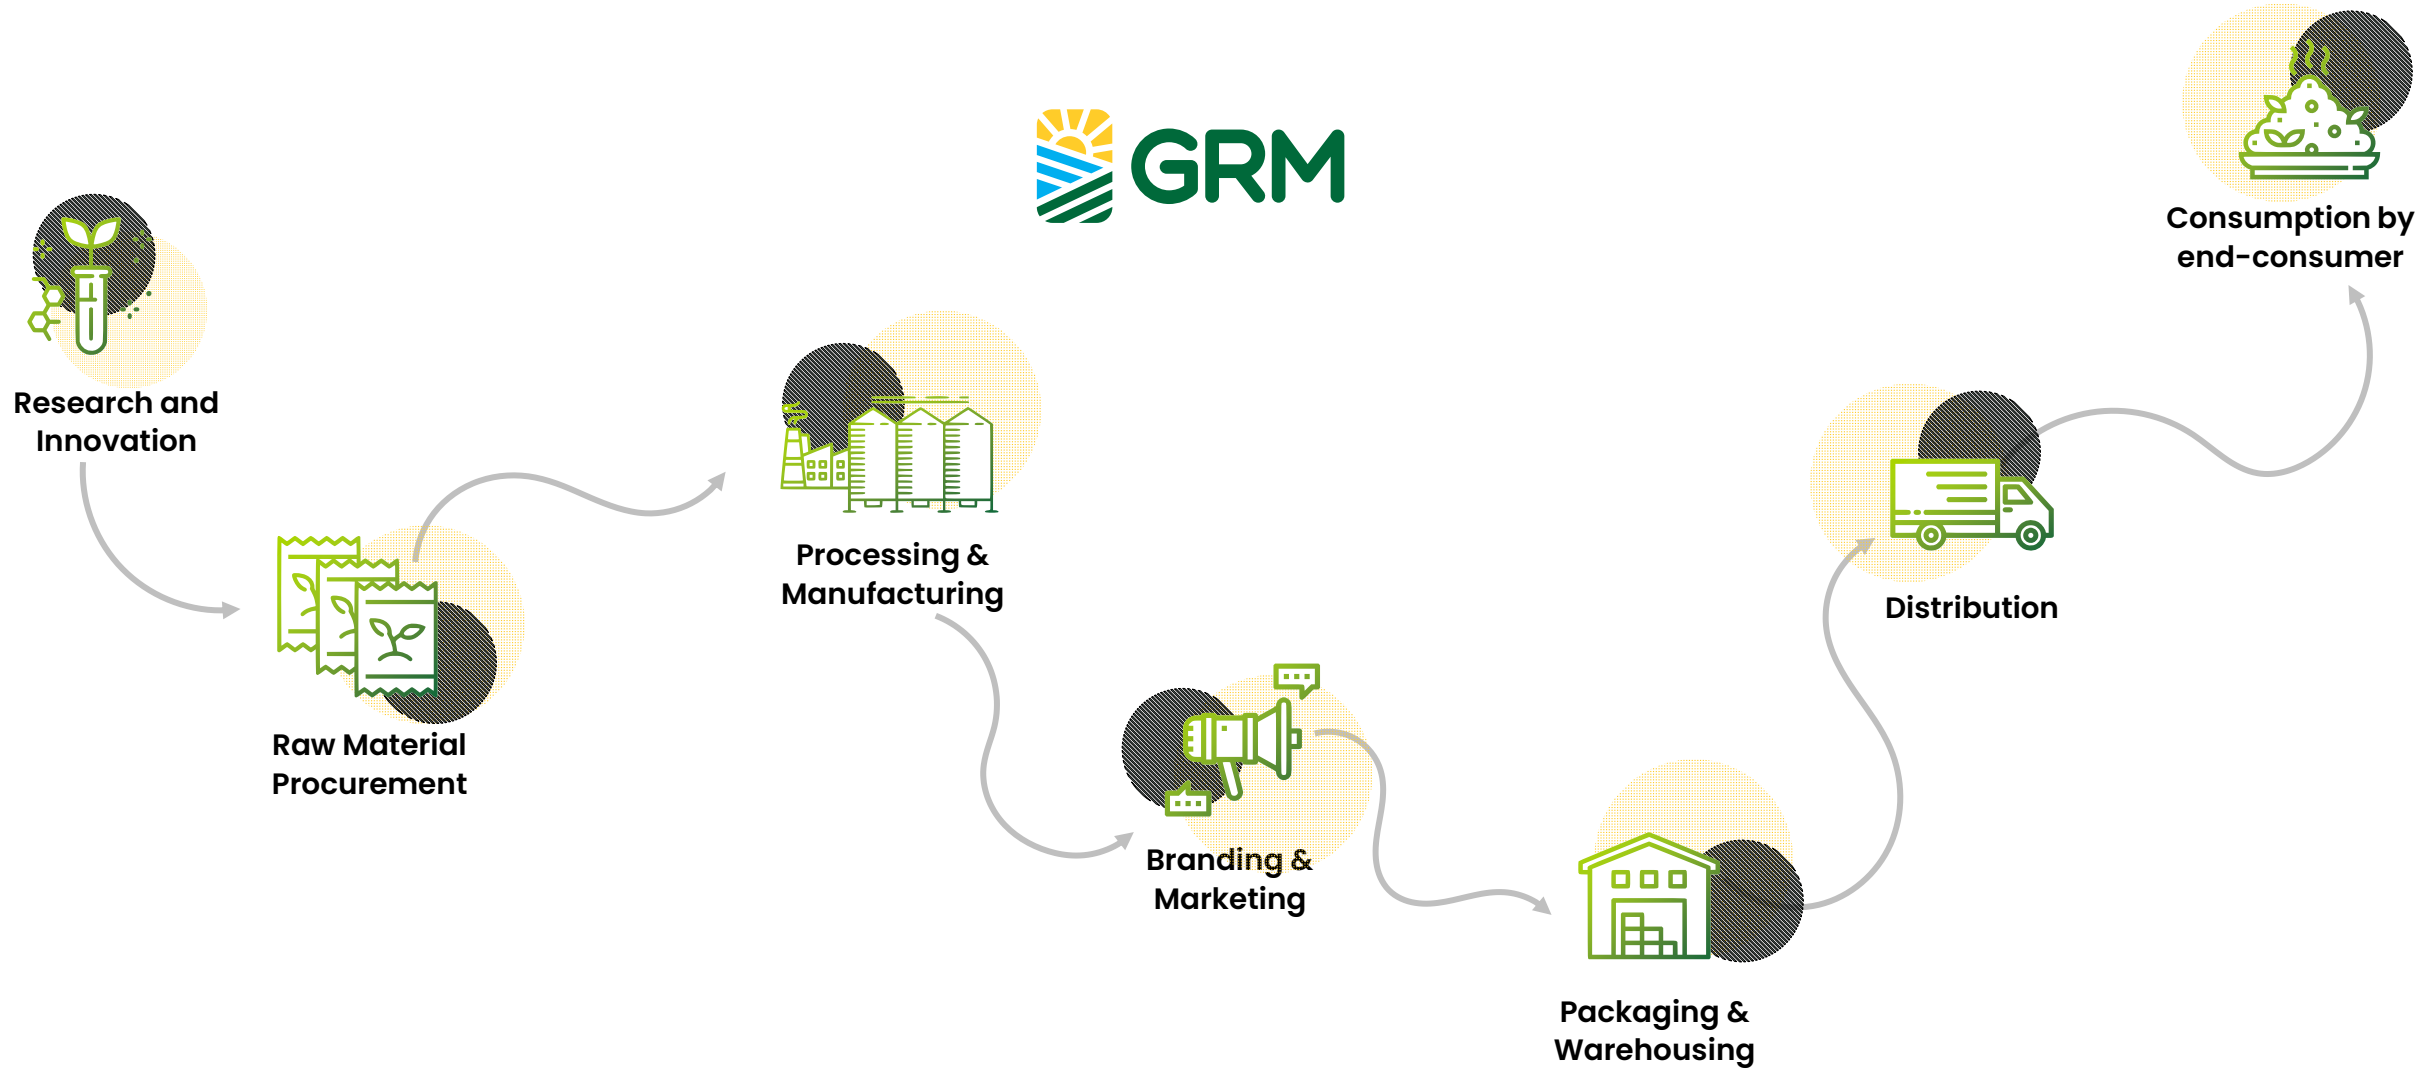 GRM
Research and
Innovation
Raw Material
Procurement
Processing &
Manufacturing
Branding &
Marketing
Packaging &
Warehousing
Distribution
Consumption by
end-consumer